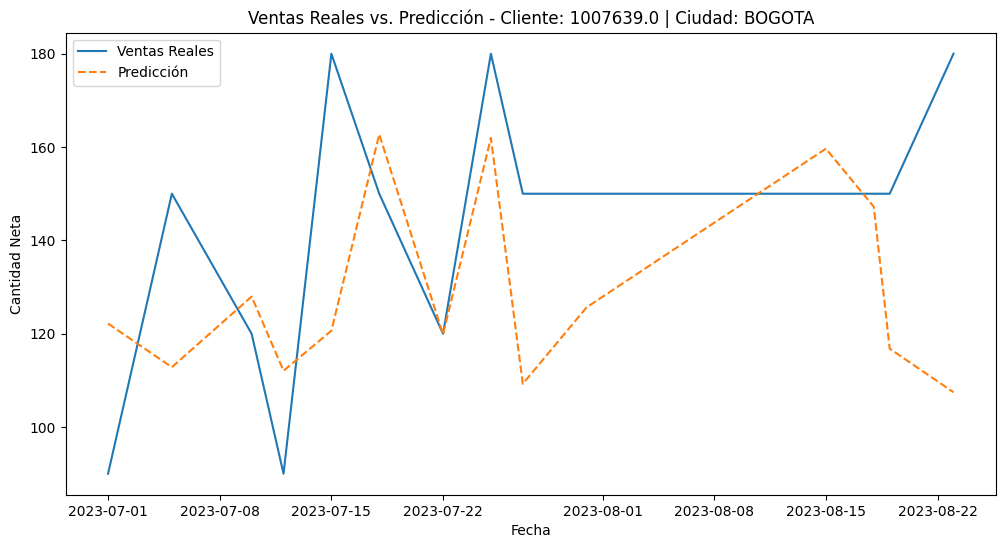 Ventas Reales vs. Predicción - Cliente: 1007639.0 | Ciudad: BOGOTA
Ventas Reales
Predicción
Cantidad Neta
180
160
140
120
100
2023-07-01
2023-07-08
2023-07-15
2023-07-22
2023-08-01
2023-08-08
2023-08-15
2023-08-22
Fecha